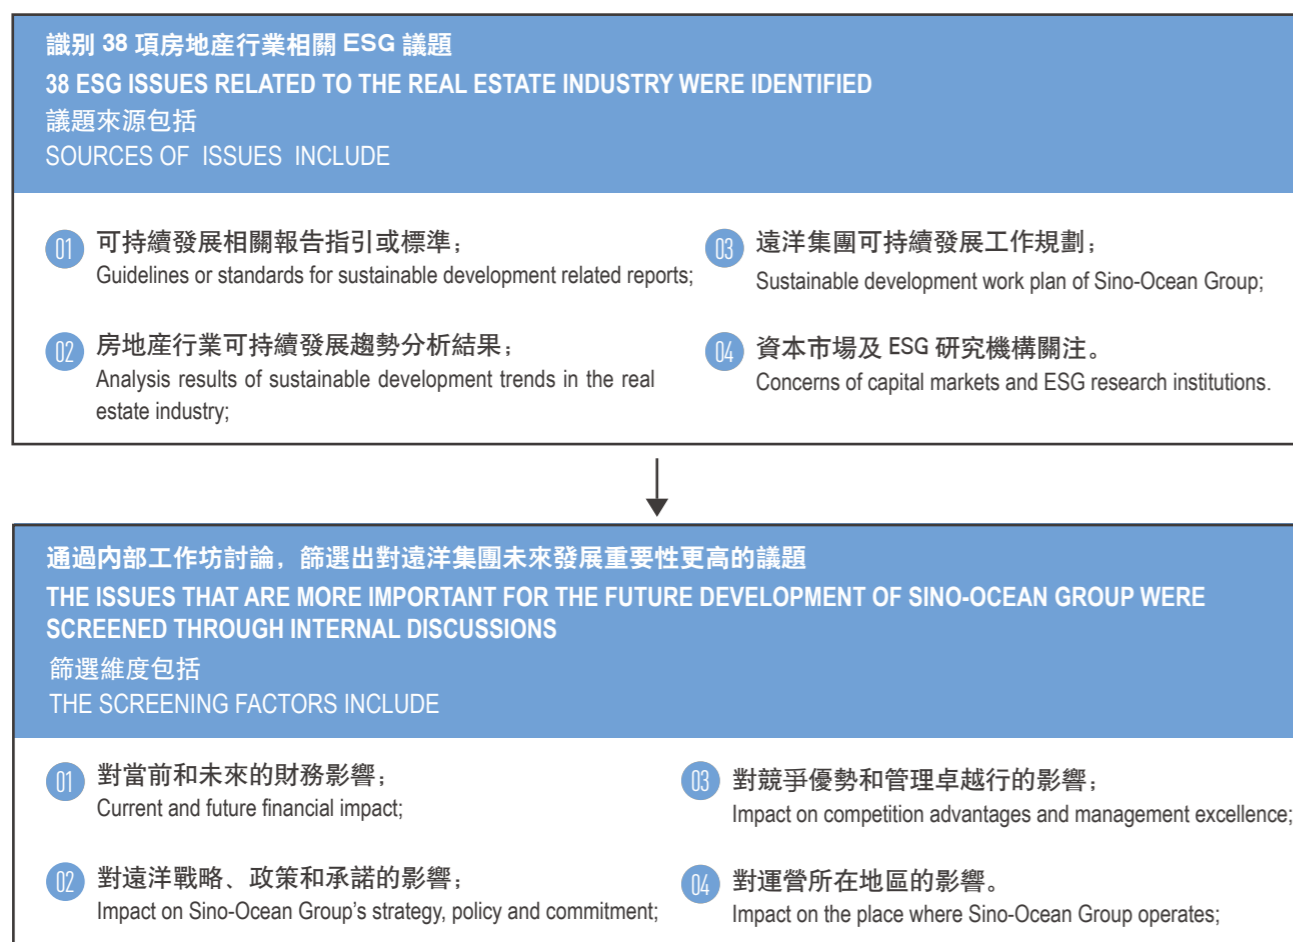 識別 38 項房地産行業相關 ESG 議題
38 ESG ISSUES RELATED TO THE REAL ESTATE INDUSTRY WERE IDENTIFIED
議題來源包括
SOURCES OF ISSUES INCLUDE
01 可持續發展相關報告指引或標準；
Guidelines or standards for sustainable development related reports;
02 房地産行業可持續發展趨勢分析結果；
Analysis results of sustainable development trends in the real
estate industry;
03 遠洋集團可持續發展工作規劃；
Sustainable development work plan of Sino-Ocean Group;
04 資本市場及 ESG 研究機構關注。
Concerns of capital markets and ESG research institutions.
通過內部工作坊討論，篩選出對遠洋集團未來發展重要性更高的議題
THE ISSUES THAT ARE MORE IMPORTANT FOR THE FUTURE DEVELOPMENT OF SINO-OCEAN GROUP WERE
SCREENED THROUGH INTERNAL DISCUSSIONS
篩選維度包括
THE SCREENING FACTORS INCLUDE
01 對當前和未來的財務影響；
Current and future financial impact;
02 對遠洋戰略、政策和承諾的影響；
Impact on Sino-Ocean Group's strategy, policy and commitment;
03 對競爭優勢和管理卓越行的影響；
Impact on competition advantages and management excellence;
04 對運營所在地區的影響。
Impact on the place where Sino-Ocean Group operates;